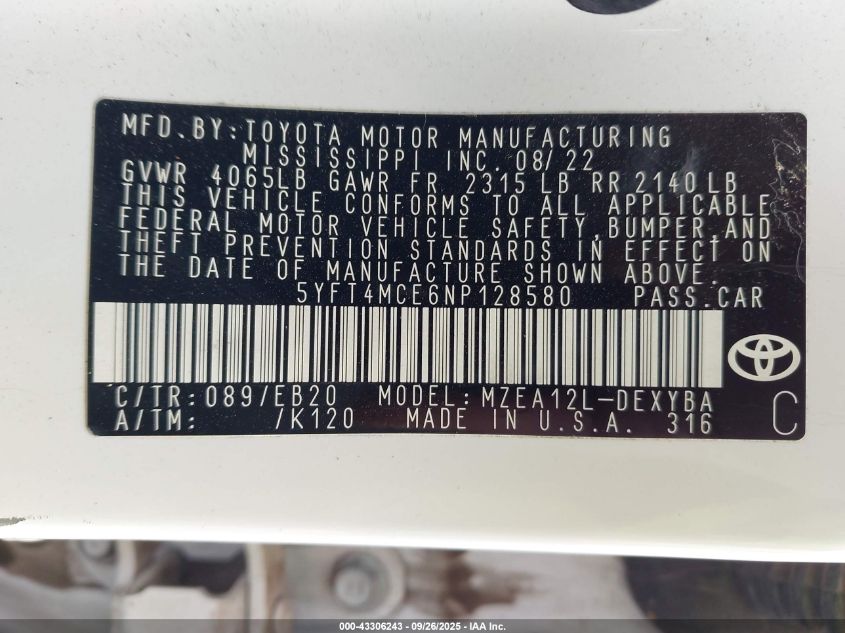 MFD.BY:TOYOTA MOTOR MANUFACTURING
MISSISSIPPI INC. 08/22
GVWR 4065LB GAWR FR 2315 LB RR 2140 LB
THIS VEHICLE CONFORMS TO ALL APPLICABLE
FEDERAL MOTOR VEHICLE SAFETY, BUMPER, AND
THEFT PREVENTION STANDARDS IN EFFECT ON
THE DATE OF MANUFACTURE SHOWN ABOVE.
5YFT4MCE6NP128580 PASS.CAR
C/TR:089/EB20 MODEL:MZEA12L-DEXYBA
A/TM: /K120 MADE IN U.S.A. 316
C
000-43306243 - 09/26/2025 - IAA Inc.